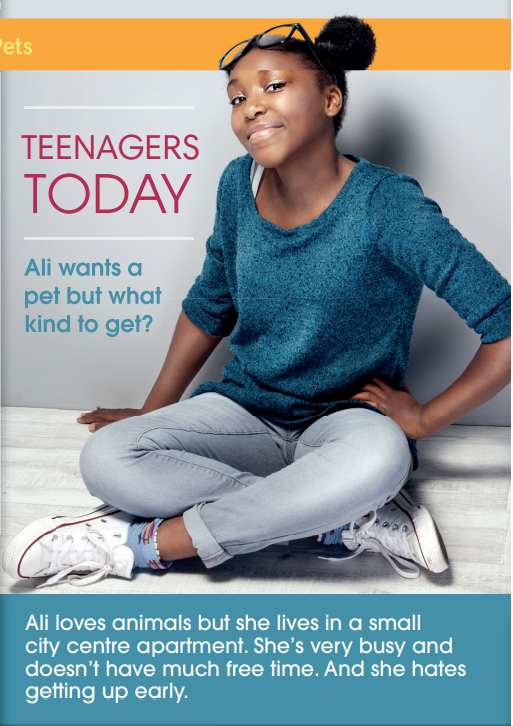 Pets
TEENAGERS
TODAY
Ali wants a
pet but what
kind to get?
Ali loves animals but she lives in a small
city centre apartment. She’s very busy and
doesn’t have much free time. And she hates
getting up early.